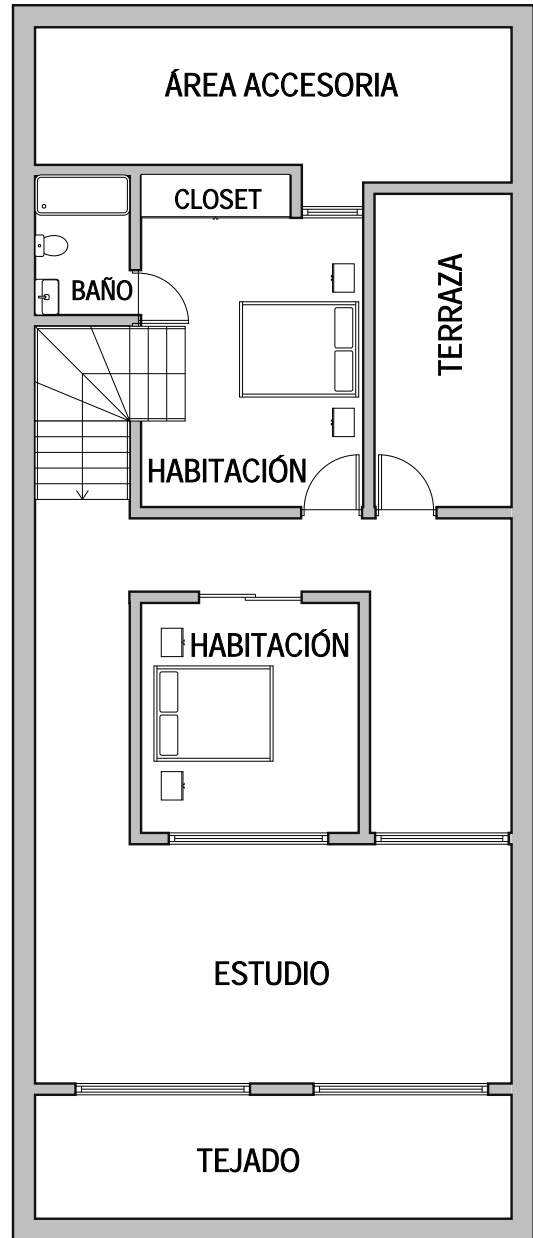 ÁREA ACCESORIA
CLOSET
BAÑO
TERRAZA
HABITACIÓN
HABITACIÓN
ESTUDIO
TEJADO